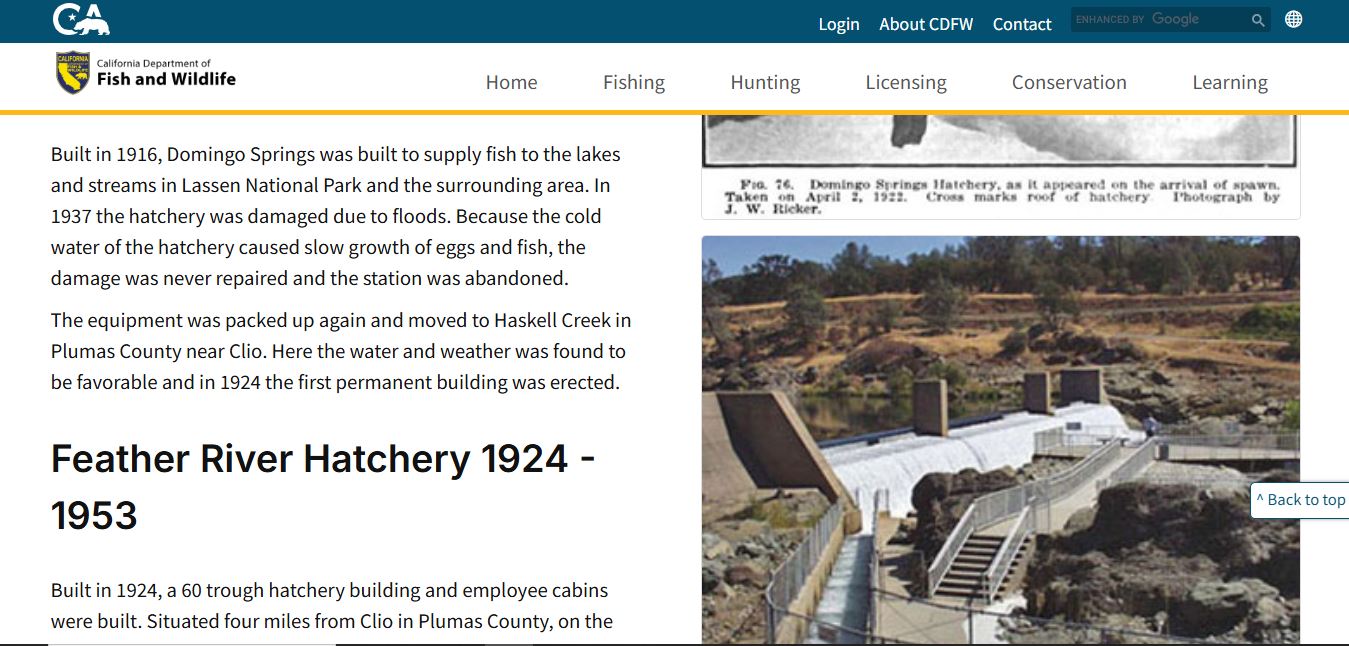 CA
Login About CDFW Contact ENHANCED BY Google
California Department of
Fish and Wildlife
Home Fishing Hunting Licensing Conservation Learning
Built in 1916, Domingo Springs was built to supply fish to the lakes
and streams in Lassen National Park and the surrounding area. In
1937 the hatchery was damaged due to floods. Because the cold
water of the hatchery caused slow growth of eggs and fish, the
damage was never repaired and the station was abandoned.
The equipment was packed up again and moved to Haskell Creek in
Plumas County near Clio. Here the water and weather was found to
be favorable and in 1924 the first permanent building was erected.
Feather River Hatchery 1924 -
1953
Built in 1924, a 60 trough hatchery building and employee cabins
were built. Situated four miles from Clio in Plumas County, on the
FIG. 76. Domingo Springs Hatchery, as it appeared on the arrival of spawn.
Taken on April 2, 1922. Cross marks roof of hatchery. Photograph by
J. W. Ricker.
^ Back to top